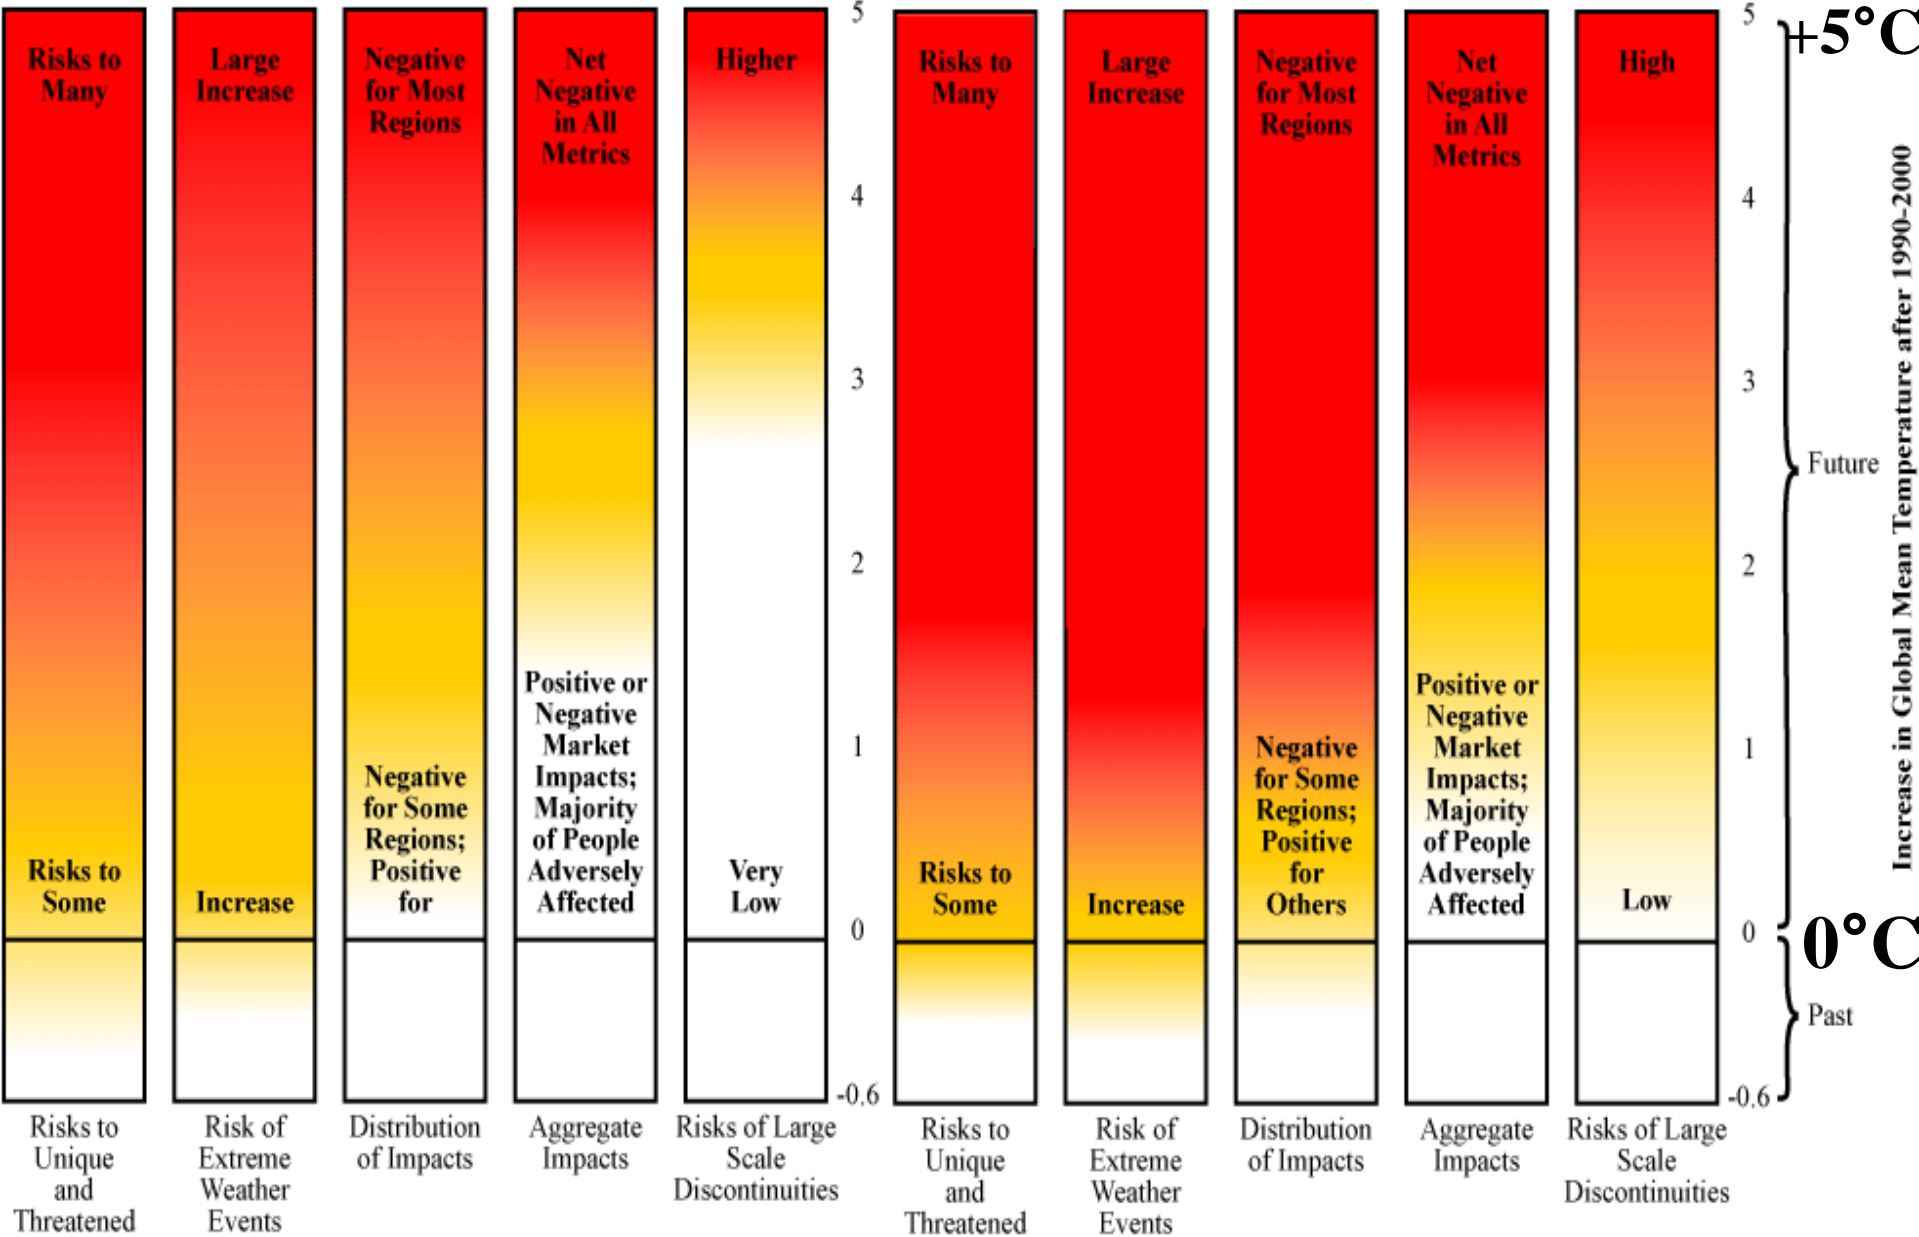 Risks to
Many
Large
Increase
Negative
for Most
Regions
Net
Negative
in All
Metrics
Higher
Risks to
Some
Increase
Negative
for Some
Regions;
Positive
for
Positive or
Negative
Market
Impacts;
Majority
of People
Adversely
Affected
Very
Low
5
4
3
2
1
0
-0.6
Risks to
Unique
and
Threatened
Risk of
Extreme
Weather
Events
Distribution
of Impacts
Aggregate
Impacts
Risks of Large
Scale
Discontinuities
Risks to
Many
Large
Increase
Negative
for Most
Regions
Net
Negative
in All
Metrics
High
Risks to
Some
Increase
Negative
for Some
Regions;
Positive
for
Others
Positive or
Negative
Market
Impacts;
Majority
of People
Adversely
Affected
Low
5
4
3
2
1
0
-0.6
Risks to
Unique
and
Threatened
Risk of
Extreme
Weather
Events
Distribution
of Impacts
Aggregate
Impacts
Risks of Large
Scale
Discontinuities
+5°C
Future
0°C
Past
Increase in Global Mean Temperature after 1990-2000